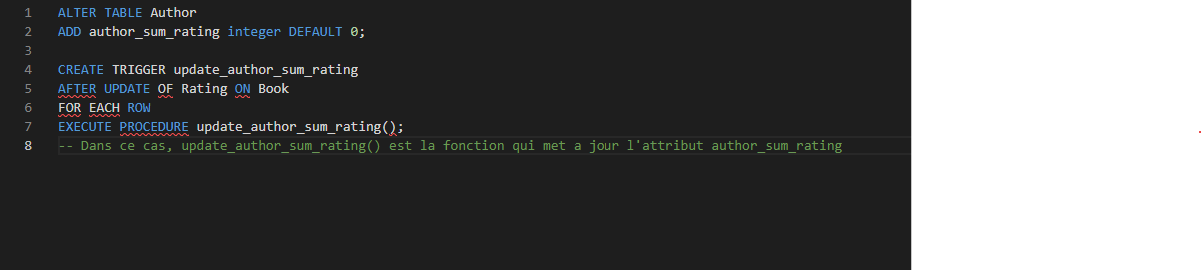 1 ALTER TABLE Author
2 ADD author_sum_rating integer DEFAULT 0;
3
4 CREATE TRIGGER update_author_sum_rating
5 AFTER UPDATE OF Rating ON Book
6 FOR EACH ROW
7 EXECUTE PROCEDURE update_author_sum_rating();
8 -- Dans ce cas, update_author_sum_rating() est la fonction qui met a jour l'attribut author_sum_rating